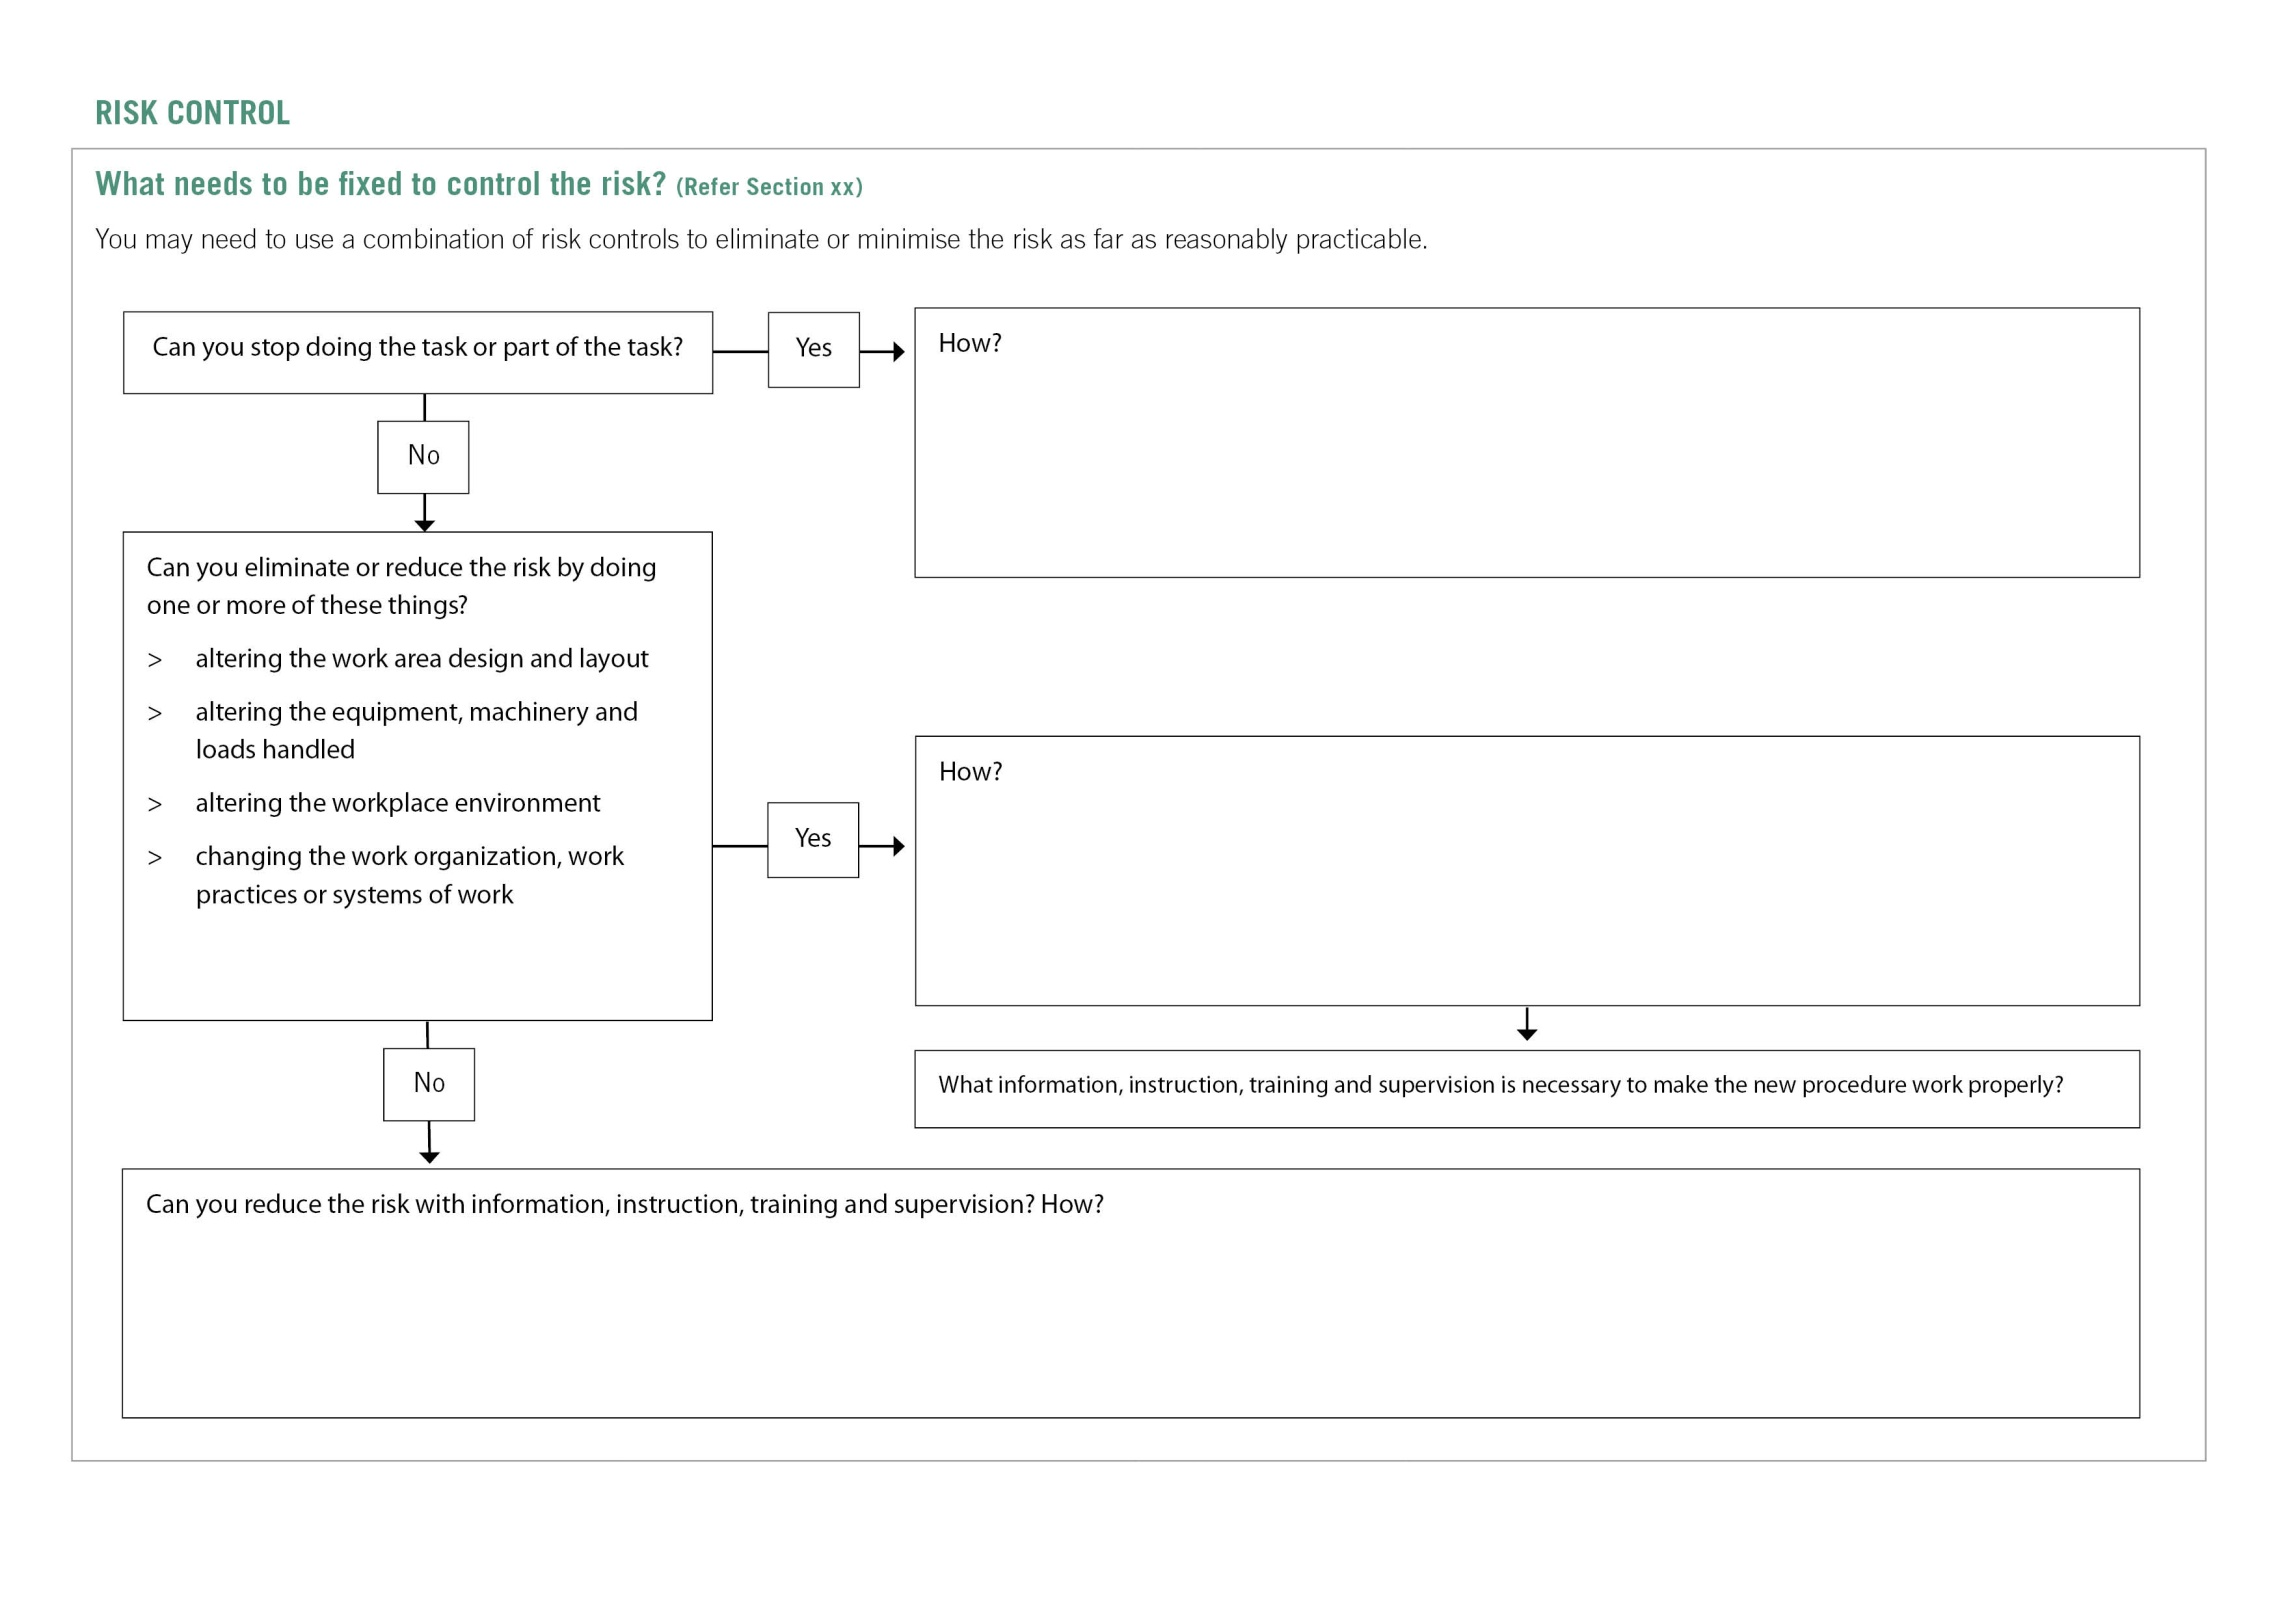 RISK CONTROL
What needs to be fixed to control the risk? (Refer Section xx)
You may need to use a combination of risk controls to eliminate or minimise the risk as far as reasonably practicable.
Can you stop doing the task or part of the task?
Yes
How?
No
Can you eliminate or reduce the risk by doing
one or more of these things?
> altering the work area design and layout
> altering the equipment, machinery and
loads handled
> altering the workplace environment
> changing the work organization, work
practices or systems of work
Yes
How?
What information, instruction, training and supervision is necessary to make the new procedure work properly?
No
Can you reduce the risk with information, instruction, training and supervision? How?